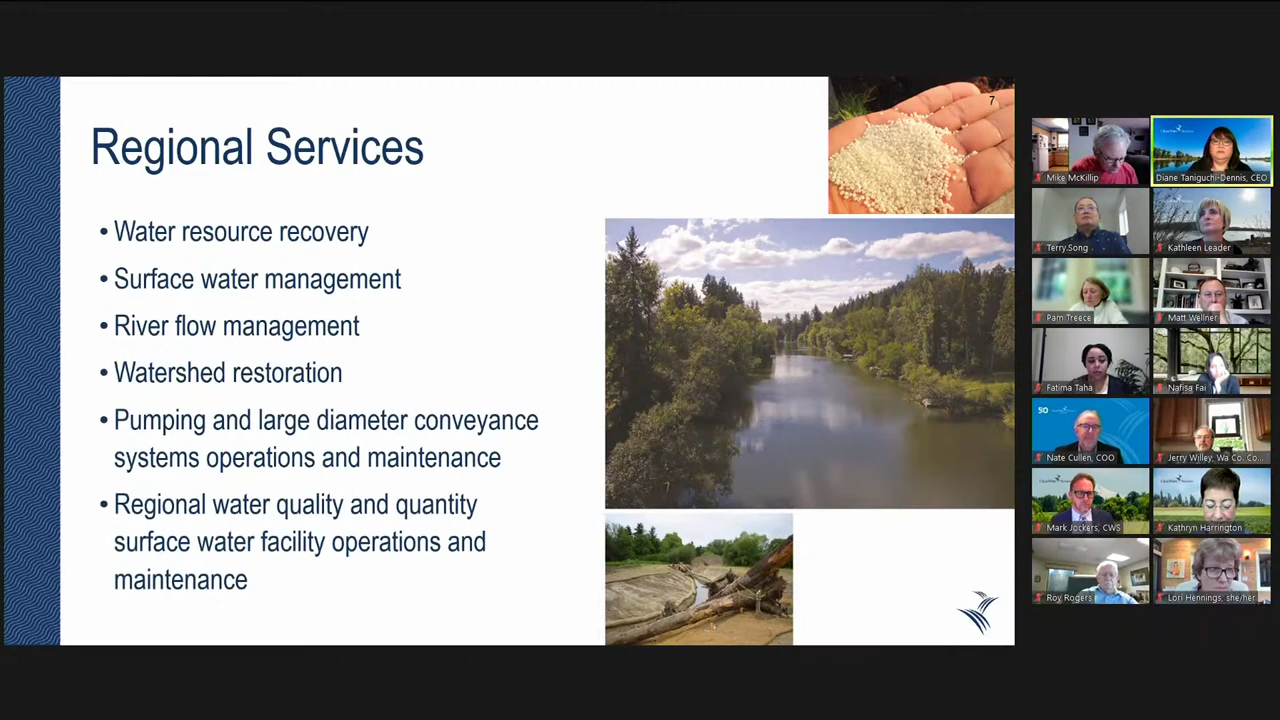 7
Regional Services
• Water resource recovery
• Surface water management
• River flow management
• Watershed restoration
• Pumping and large diameter conveyance
systems operations and maintenance
• Regional water quality and quantity
surface water facility operations and
maintenance
Mike McKillip
Diane Taniguchi-Dennis, CEO
Terry.Song
Kathleen Leader
Pam Treece
Matt Wellner
Fatima Taha
Nafisa Fai
50
Nate Cullen, COO
Jerry Willey, Wa Co. Co...
Mark Jockers, CWS
Kathryn Harrington
Roy Rogers
Lori Hennings, she/her